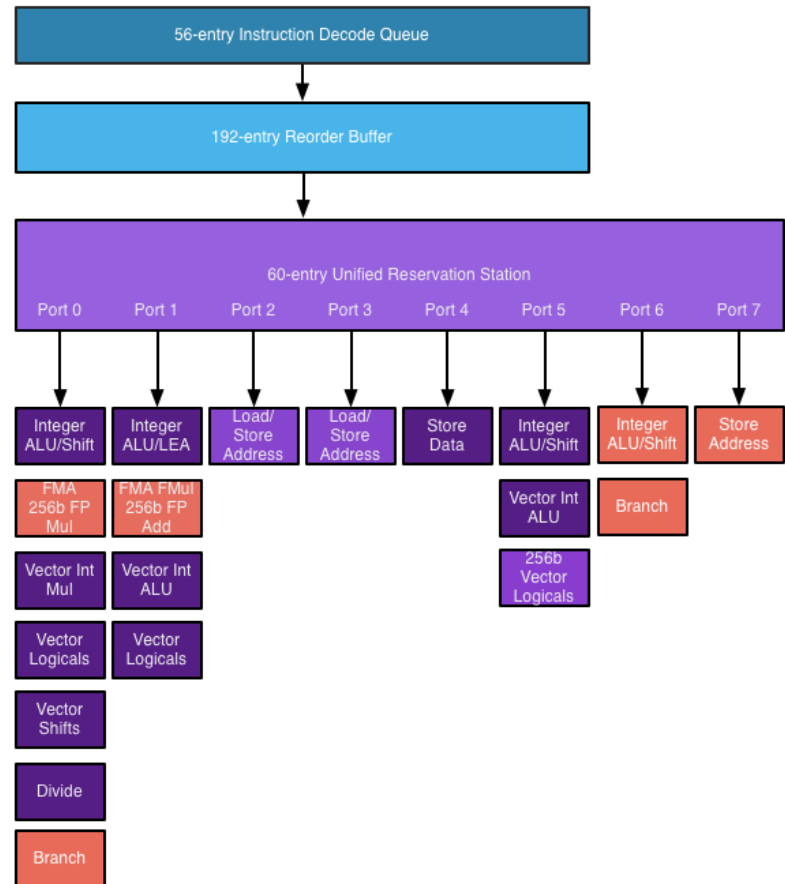 56-entry Instruction Decode Queue
192-entry Reorder Buffer
60-entry Unified Reservation Station
Port 0
Port 1
Port 2
Port 3
Port 4
Port 5
Port 6
Port 7
Integer
ALU/Shift
Integer
ALU/LEA
Load/
Store
Address
Load/
Store
Address
Store
Data
Integer
ALU/Shift
Integer
ALU/Shift
Store
Address
FMA
256b FP
Mul
FMA FMul
256b FP
Add
Vector Int
ALU
Branch
Vector Int
Mul
Vector Int
ALU
256b
Vector
Logicals
Vector
Logicals
Vector
Logicals
Vector
Shifts
Divide
Branch